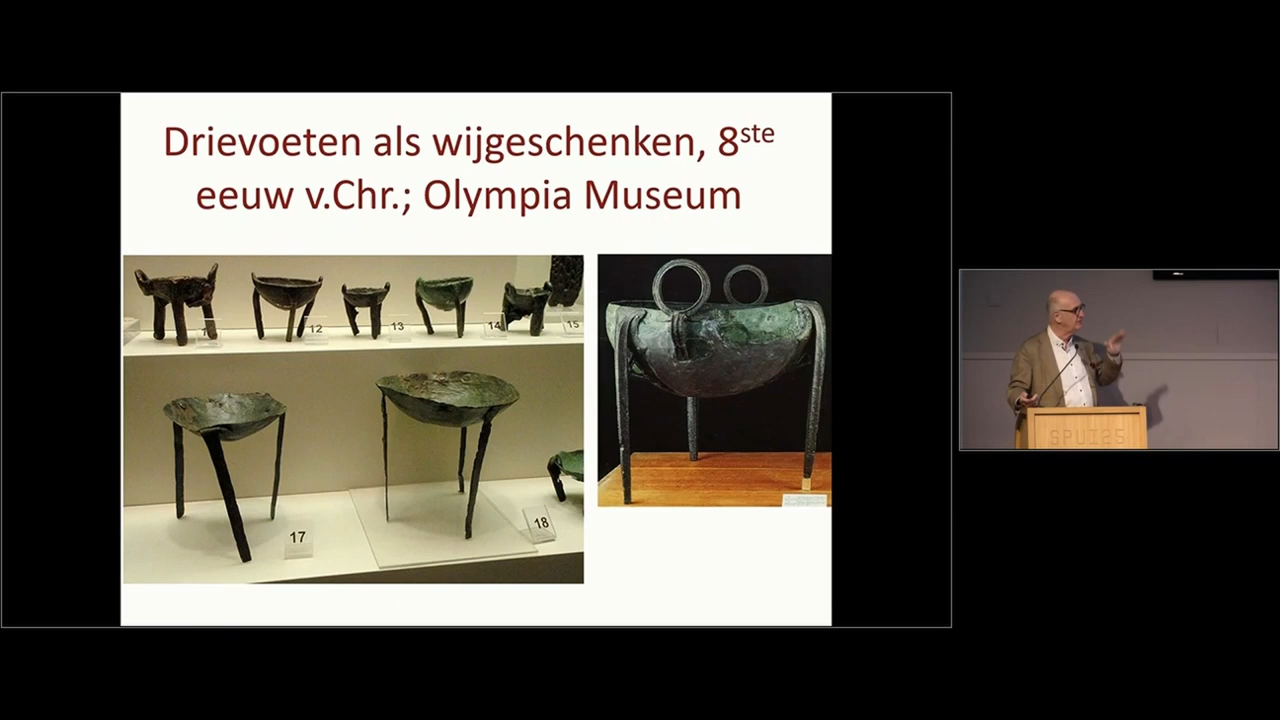 Drievoeten als wijgeschenken, 8ste
eeuw v.Chr.; Olympia Museum
12
13
14
15
17
18
SPUI25